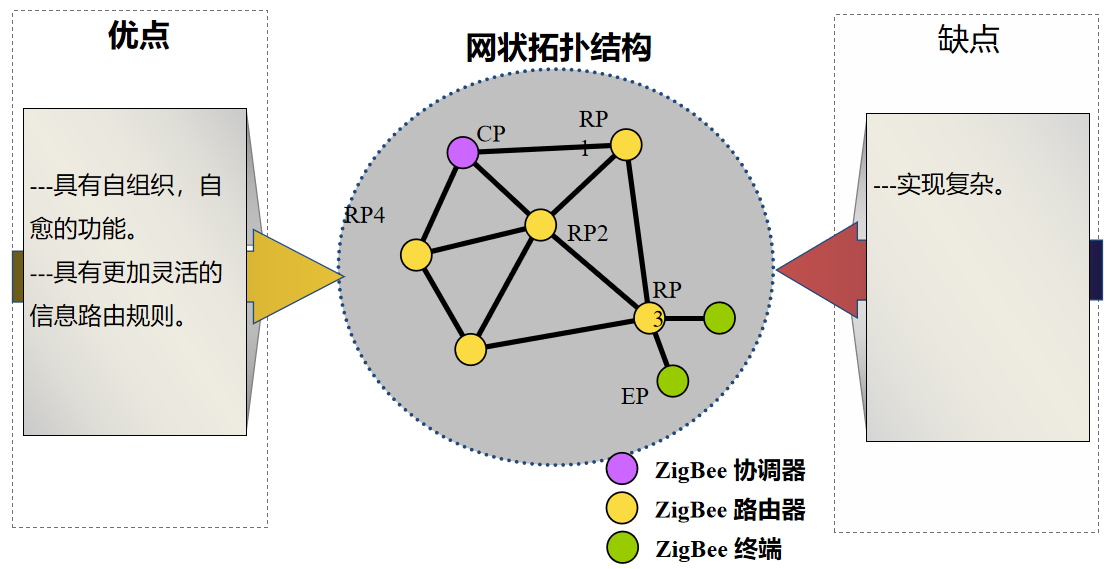 优点
---具有自组织，自
愈的功能。
---具有更加灵活的
信息路由规则。
网状拓扑结构
CP
RP
1
RP4
RP2
RP
3
EP
ZigBee 协调器
ZigBee 路由器
ZigBee 终端
缺点
---实现复杂。